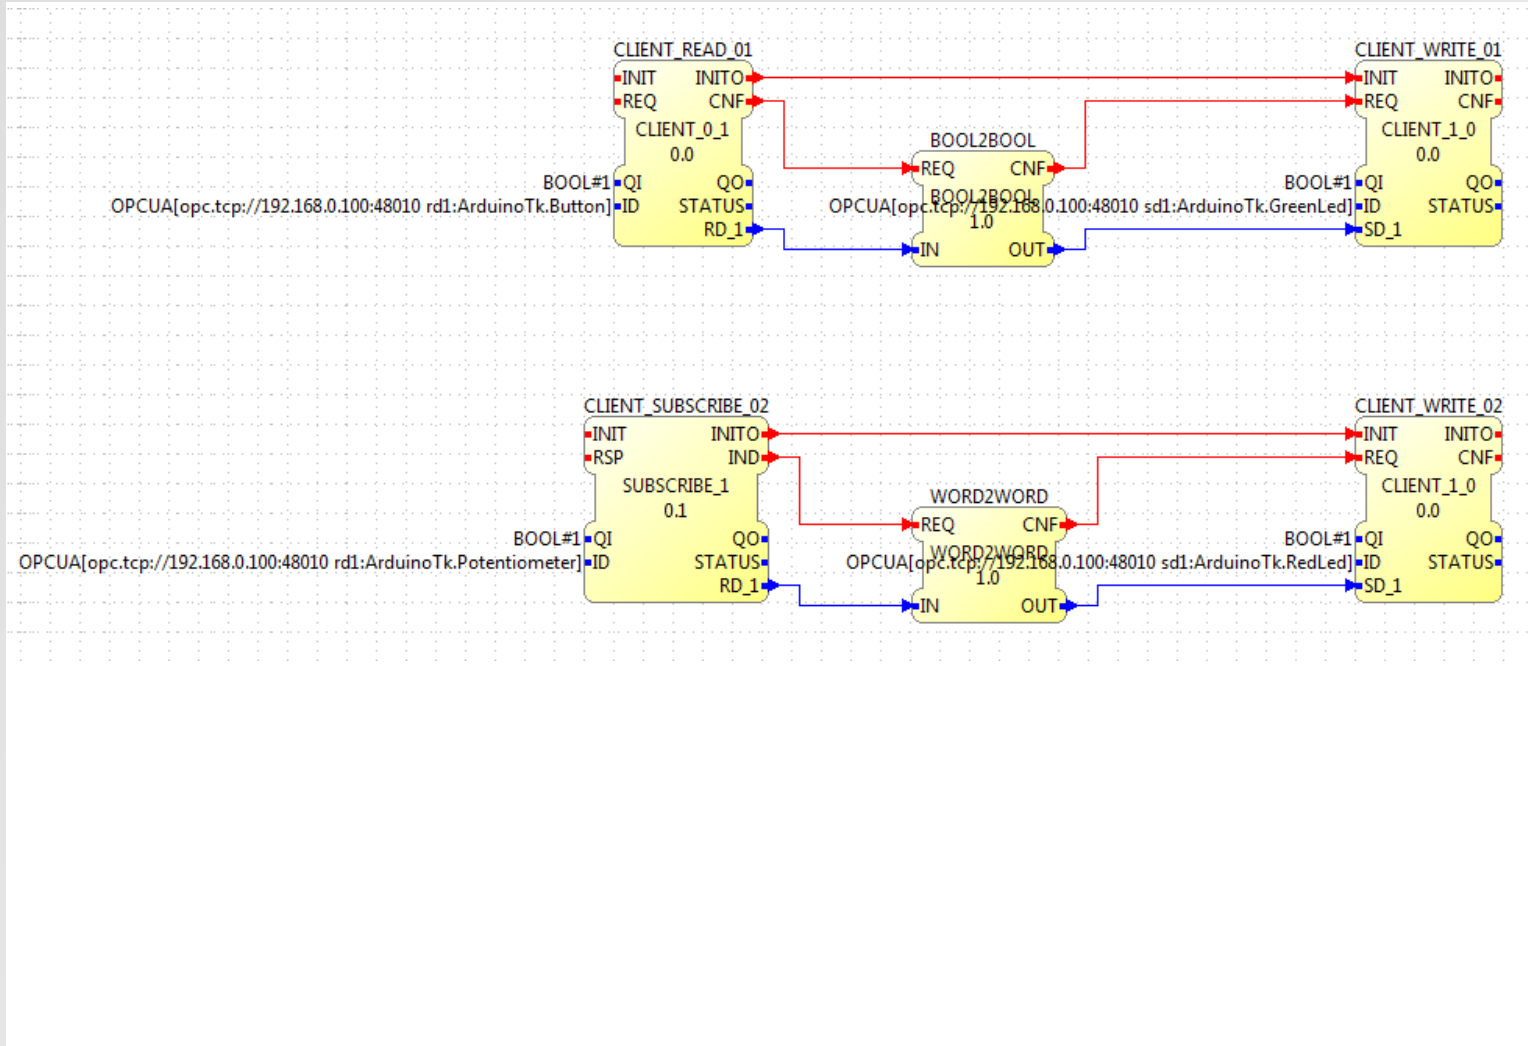 CLIENT_READ_01
INIT INITO
REQ CNF
CLIENT_0_1
0.0
BOOL#1 QI QO
OPCUA[opc.tcp://192.168.0.100:48010 rd1:ArduinoTk.Button] ID STATUS
RD_1
BOOL2BOOL
REQ CNF
BOOL2BOOL
1.0
IN OUT
CLIENT_WRITE_01
INIT INITO
REQ CNF
CLIENT_1_0
0.0
BOOL#1 QI QO
OPCUA[opc.tcp://192.168.0.100:48010 sd1:ArduinoTk.GreenLed] ID STATUS
SD_1
CLIENT_SUBSCRIBE_02
INIT INITO
RSP IND
SUBSCRIBE_1
0.1
BOOL#1 QI QO
OPCUA[opc.tcp://192.168.0.100:48010 rd1:ArduinoTk.Potentiometer] ID STATUS
RD_1
WORD2WORD
REQ CNF
WORD2WORD
1.0
IN OUT
CLIENT_WRITE_02
INIT INITO
REQ CNF
CLIENT_1_0
0.0
BOOL#1 QI QO
OPCUA[opc.tcp://192.168.0.100:48010 sd1:ArduinoTk.RedLed] ID STATUS
SD_1